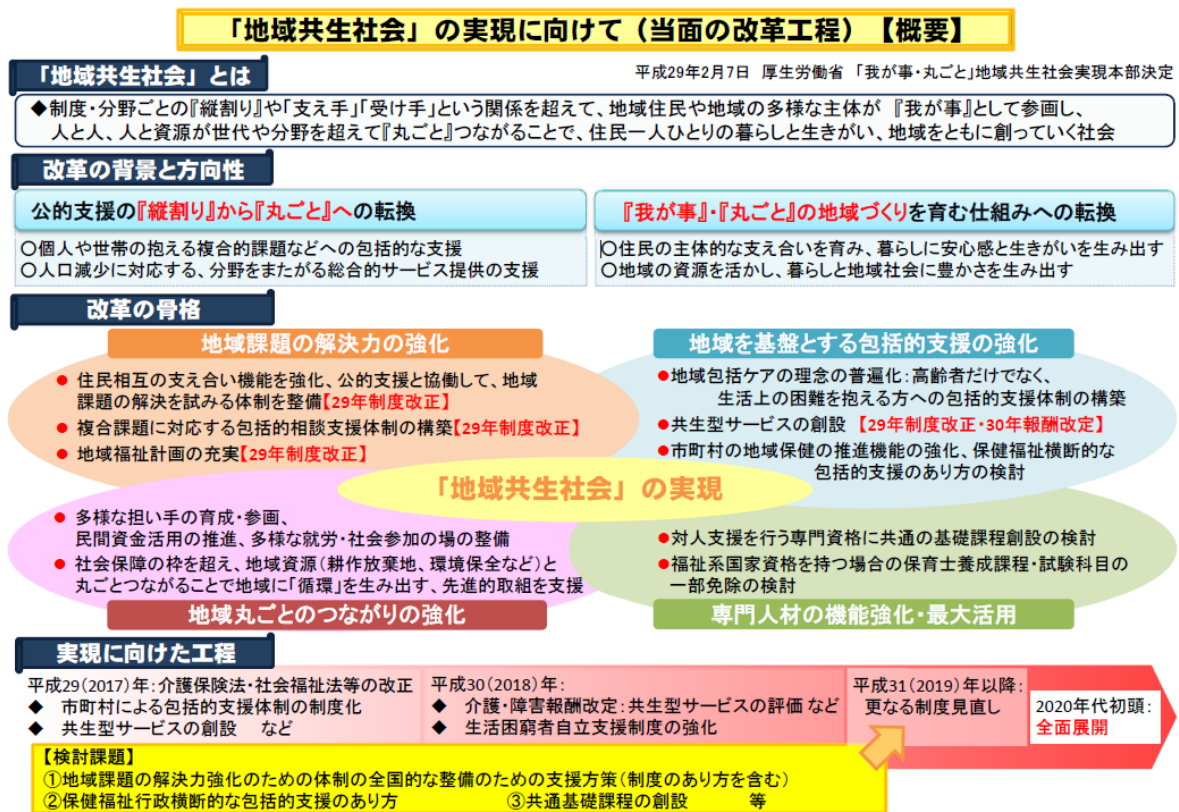 「地域共生社会」の実現に向けて（当面の改革工程）【概要】
「地域共生社会」とは
平成29年2月7日 厚生労働省 「我が事・丸ごと」地域共生社会実現本部決定
◆制度・分野ごとの『縦割り』や「支え手」「受け手」という関係を超えて、地域住民や地域の多様な主体が 『我が事』として参画し、
人と人、人と資源が世代や分野を超えて『丸ごと』つながることで、住民一人ひとりの暮らしと生きがい、地域をともに創っていく社会
改革の背景と方向性
公的支援の『縦割り』から『丸ごと』への転換
○個人や世帯の抱える複合的課題などへの包括的な支援
○人口減少に対応する、分野をまたがる総合的サービス提供の支援
『我が事』・『丸ごと』の地域づくりを育む仕組みへの転換
○住民の主体的な支え合いを育み、暮らしに安心感と生きがいを生み出す
○地域の資源を活かし、暮らしと地域社会に豊かさを生み出す
改革の骨格
地域課題の解決力の強化
● 住民相互の支え合い機能を強化、公的支援と協働して、地域
課題の解決を試みる体制を整備【29年制度改正】
● 複合課題に対応する包括的相談支援体制の構築【29年制度改正】
● 地域福祉計画の充実【29年制度改正】
地域を基盤とする包括的支援の強化
●地域包括ケアの理念の普遍化：高齢者だけでなく、
生活上の困難を抱える方への包括的支援体制の構築
●共生型サービスの創設 【29年制度改正・30年報酬改定】
●市町村の地域保健の推進機能の強化、保健福祉横断的な
包括的支援のあり方の検討
「地域共生社会」の実現
● 多様な担い手の育成・参画、
民間資金活用の推進、多様な就労・社会参加の場の整備
● 社会保障の枠を超え、地域資源（耕作放棄地、環境保全など）と
丸ごとつながることで地域に「循環」を生み出す、先進的取組を支援
地域丸ごとのつながりの強化
●対人支援を行う専門資格に共通の基礎課程創設の検討
●福祉系国家資格を持つ場合の保育士養成課程・試験科目の
一部免除の検討
専門人材の機能強化・最大活用
実現に向けた工程
平成29（2017）年：介護保険法・社会福祉法等の改正
◆ 市町村による包括的支援体制の制度化
◆ 共生型サービスの創設 など
平成30（2018）年：
◆ 介護・障害報酬改定：共生型サービスの評価 など
◆ 生活困窮者自立支援制度の強化
平成31（2019）年以降：
更なる制度見直し
2020年代初頭：
全面展開
【検討課題】
①地域課題の解決力強化のための体制の全国的な整備のための支援方策（制度のあり方を含む）
②保健福祉行政横断的な包括的支援のあり方 ③共通基礎課程の創設 等